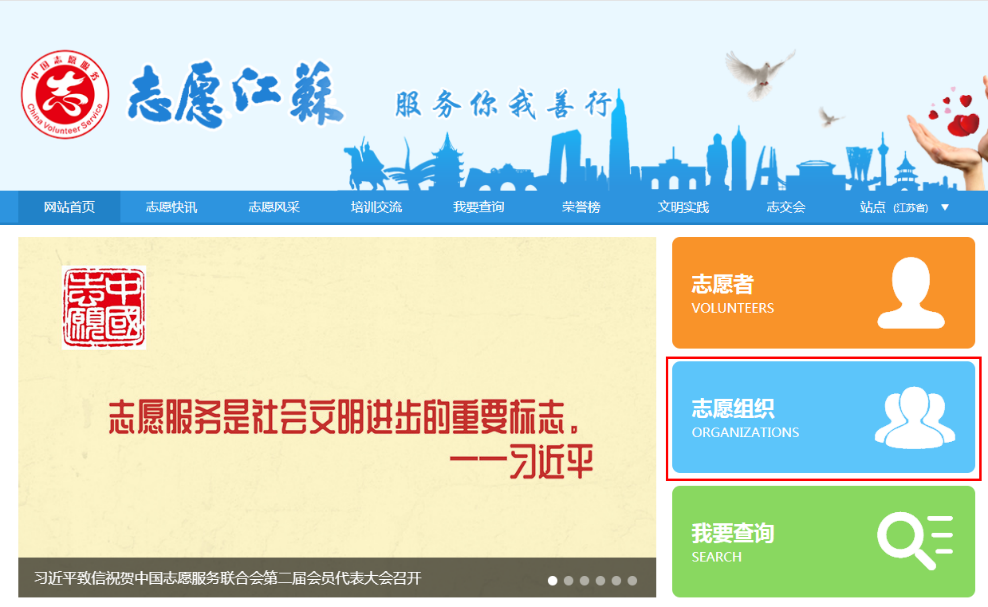 中国志愿服务
China Volunteer Service
志愿江蘇
服务你我善行
网站首页 志愿快讯 志愿风采 培训交流 我要查询 荣誉榜 文明实践 志交会 站点 (江苏省) ▼
中國志願
志愿服务是社会文明进步的重要标志。
——习近平
习近平致信祝贺中国志愿服务联合会第二届会员代表大会召开
志愿者
VOLUNTEERS
志愿组织
ORGANIZATIONS
我要查询
SEARCH